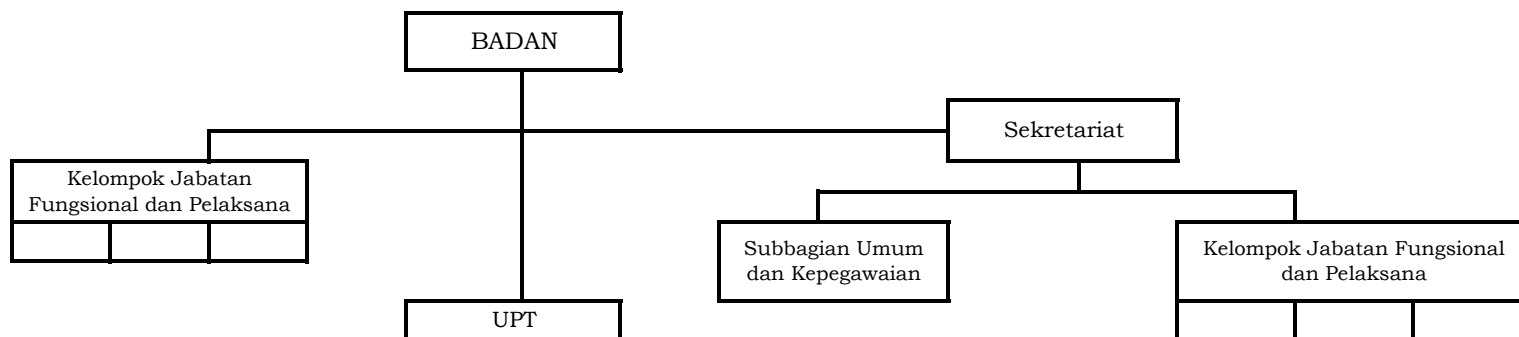 BADAN
Sekretariat
Kelompok Jabatan
Fungsional dan Pelaksana
Subbagian Umum
dan Kepegawaian
Kelompok Jabatan Fungsional
dan Pelaksana
UPT